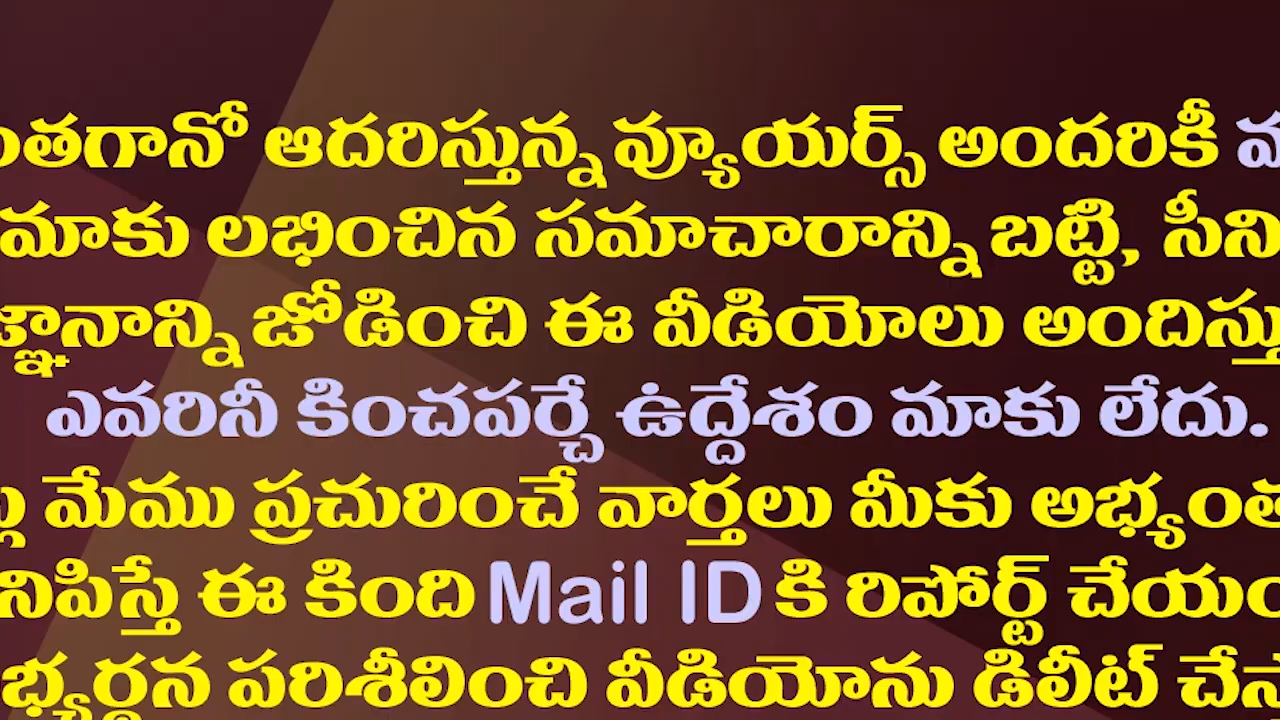 ంతగానో ఆదరిస్తున్న వ్యూయర్స్ అందరికీ
మాకు లభించిన సమాచారాన్ని బట్టి, సీని
జ్ఞానాన్ని జోడించి ఈ వీడియోలు అందిస్తు
ఎవరినీ కించపర్చే ఉద్దేశం మాకు లేదు.
మేము ప్రచురించే వార్తలు మీకు అభ్యంత
నిపిస్తే ఈ కింది Mail ID కి రిపోర్ట్ చేయం
భ్యర్థన పరిశీలించి వీడియోను డిలీట్ చేస